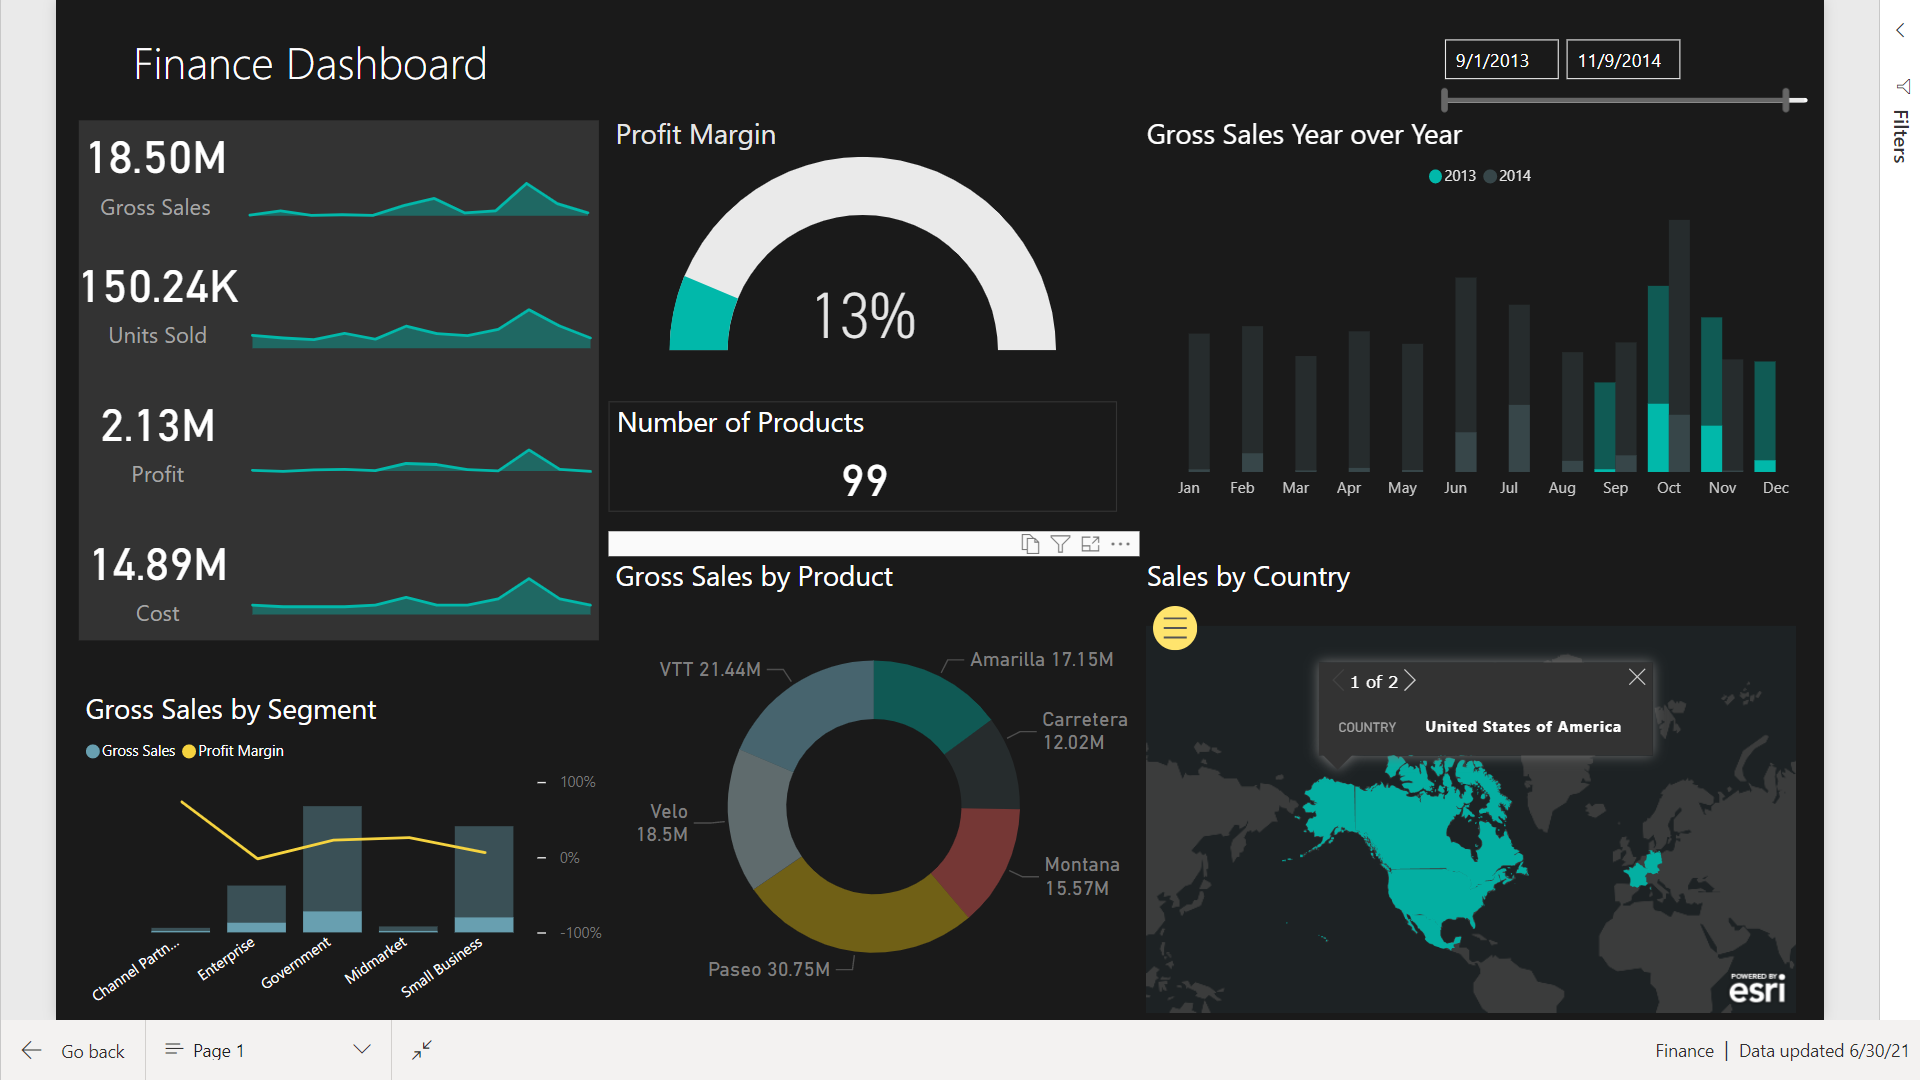 Finance Dashboard
9/1/2013
11/9/2014
Filters
18.50M
Gross Sales
150.24K
Units Sold
2.13M
Profit
14.89M
Cost
Profit Margin
13%
Number of Products
99
Gross Sales Year over Year
2013 2014
Jan Feb Mar Apr May Jun Jul Aug Sep Oct Nov Dec
Gross Sales by Segment
Gross Sales Profit Margin
100%
0%
-100%
Channel Partn...
Enterprise
Government
Midmarket
Small Business
Gross Sales by Product
VTT 21.44M
Amarilla 17.15M
Carretera
12.02M
Velo
18.5M
Montana
15.57M
Paseo 30.75M
Sales by Country
1 of 2
COUNTRY United States of America
POWERED BY
esri
Go back
Page 1
Finance | Data updated 6/30/21